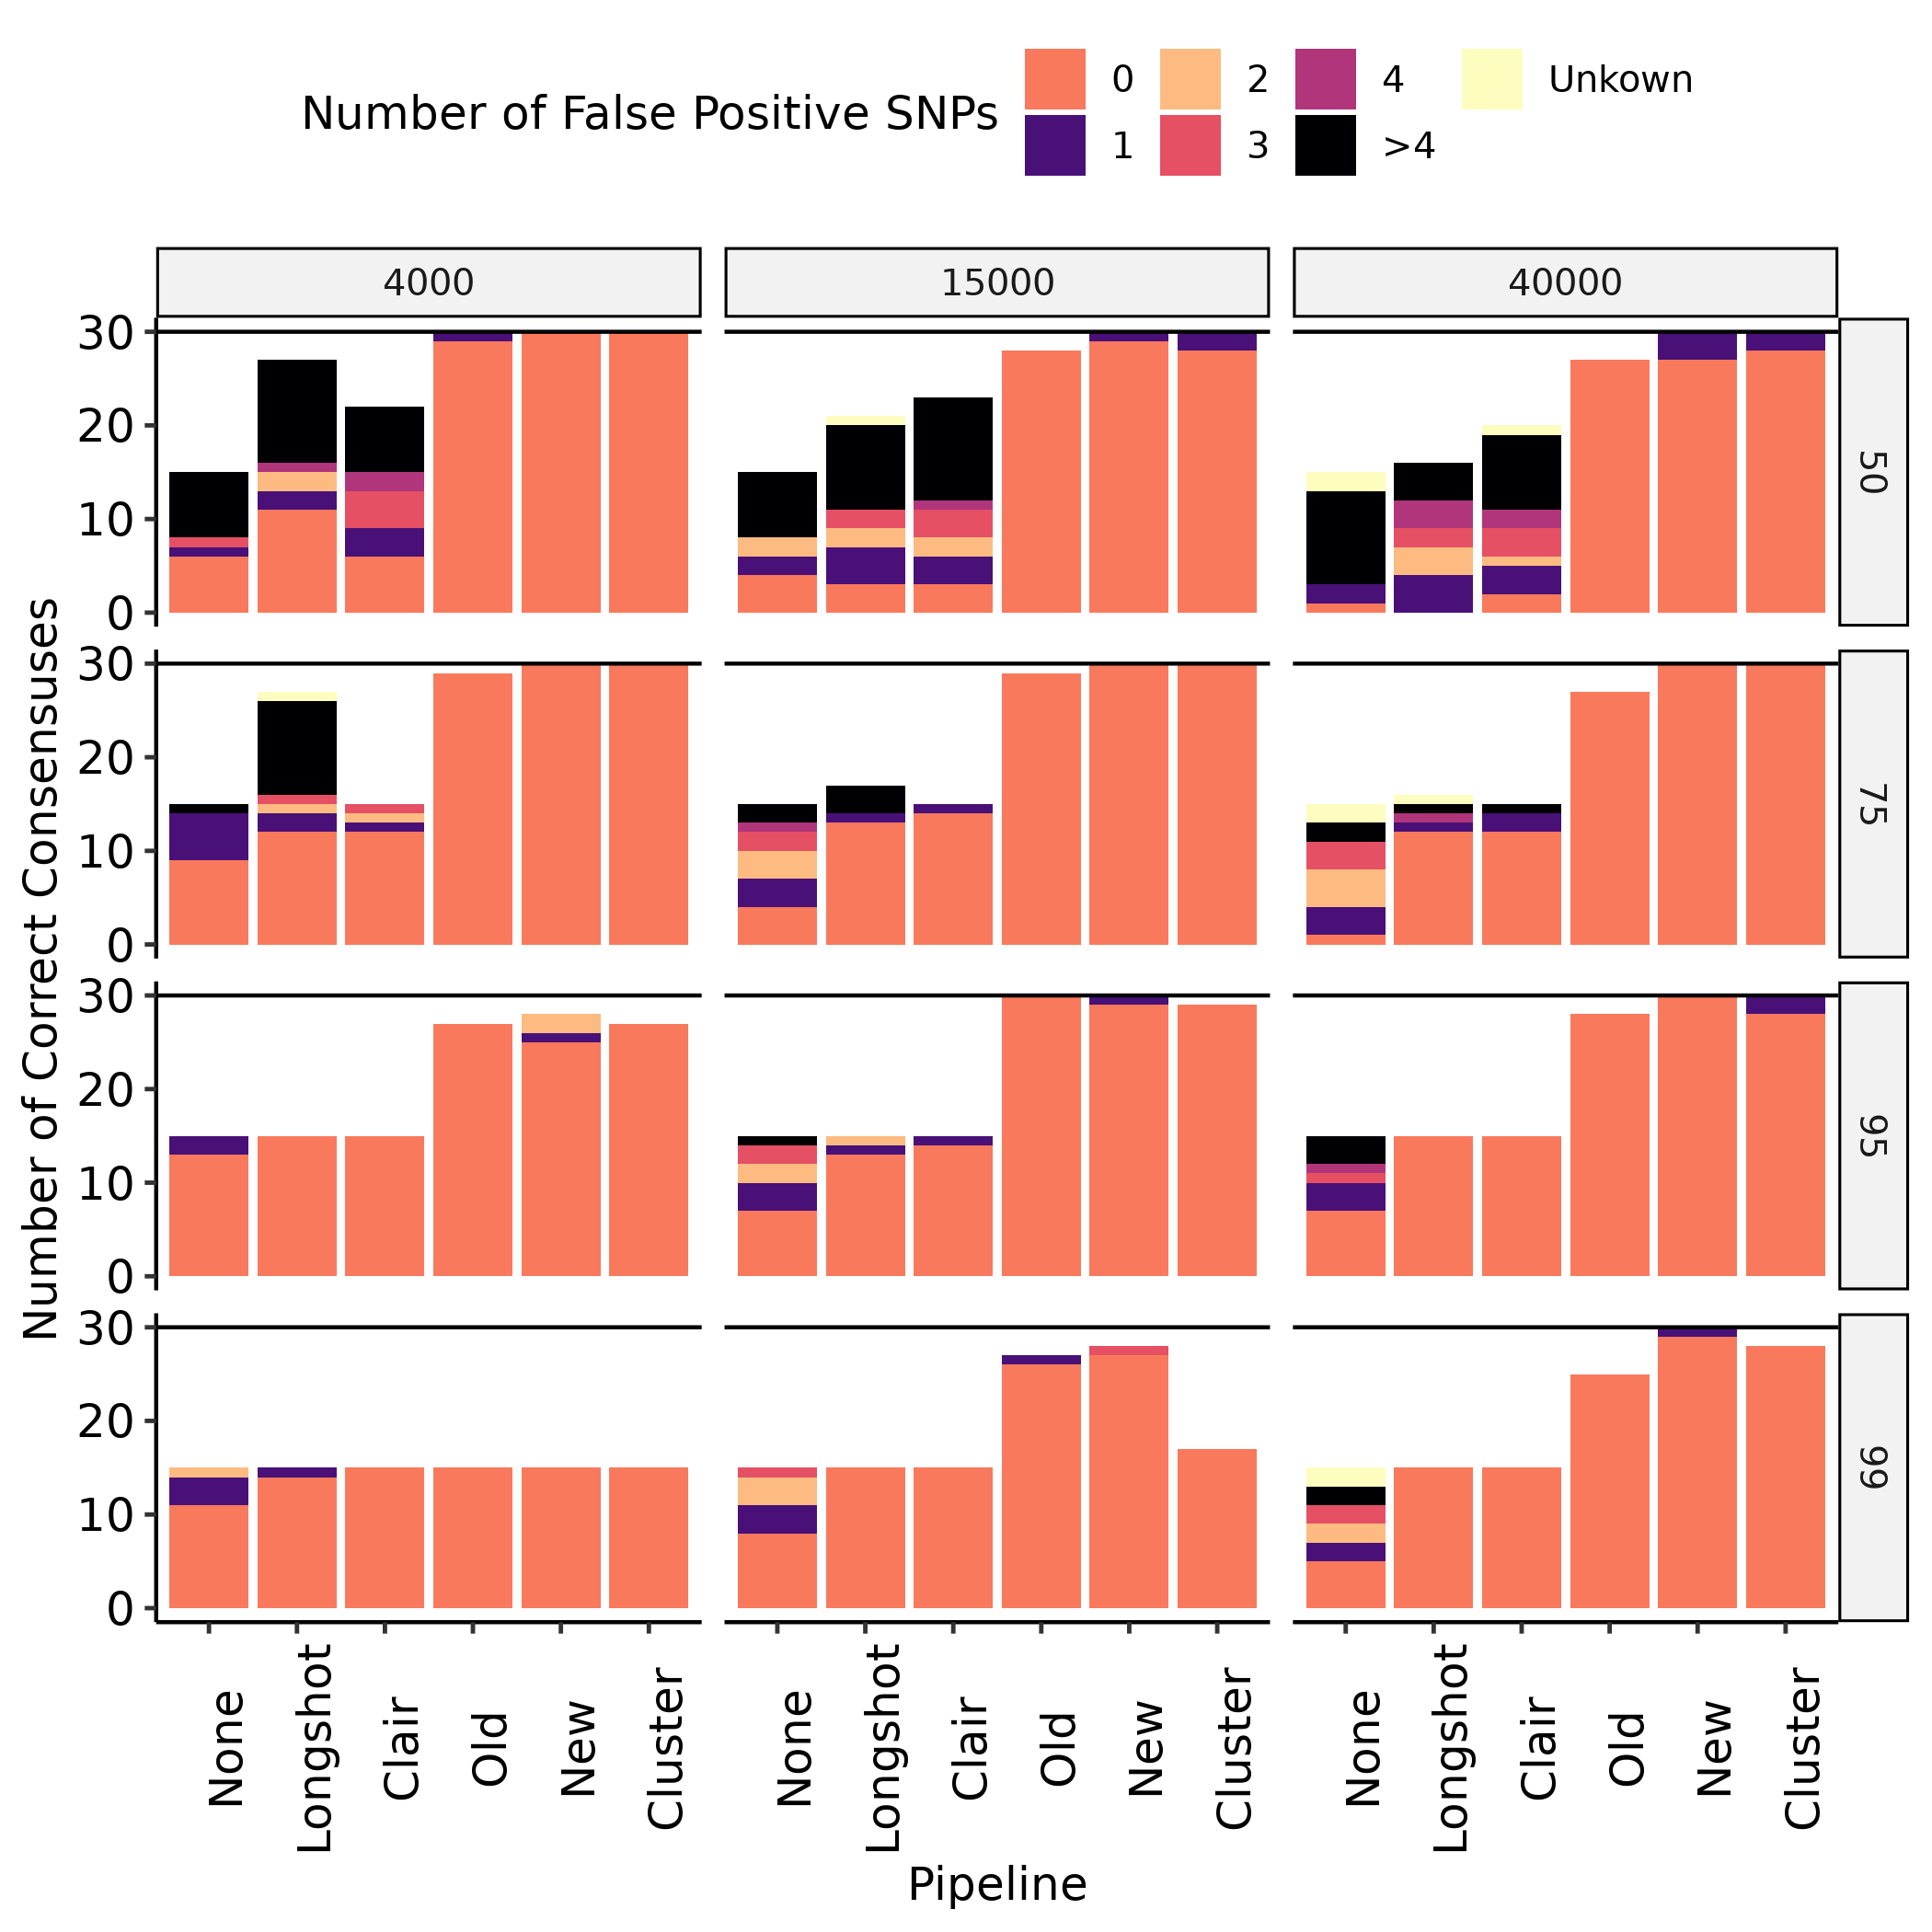 Number of False Positive SNPs
0 2 4 Unkown
1 3 >4
4000 15000 40000
30
20
10
0
50
30
20
10
0
75
30
20
10
0
95
30
20
10
0
99
Number of Correct Consensuses
None Longshot Clair Old New Cluster None Longshot Clair Old New Cluster None Longshot Clair Old New Cluster
Pipeline